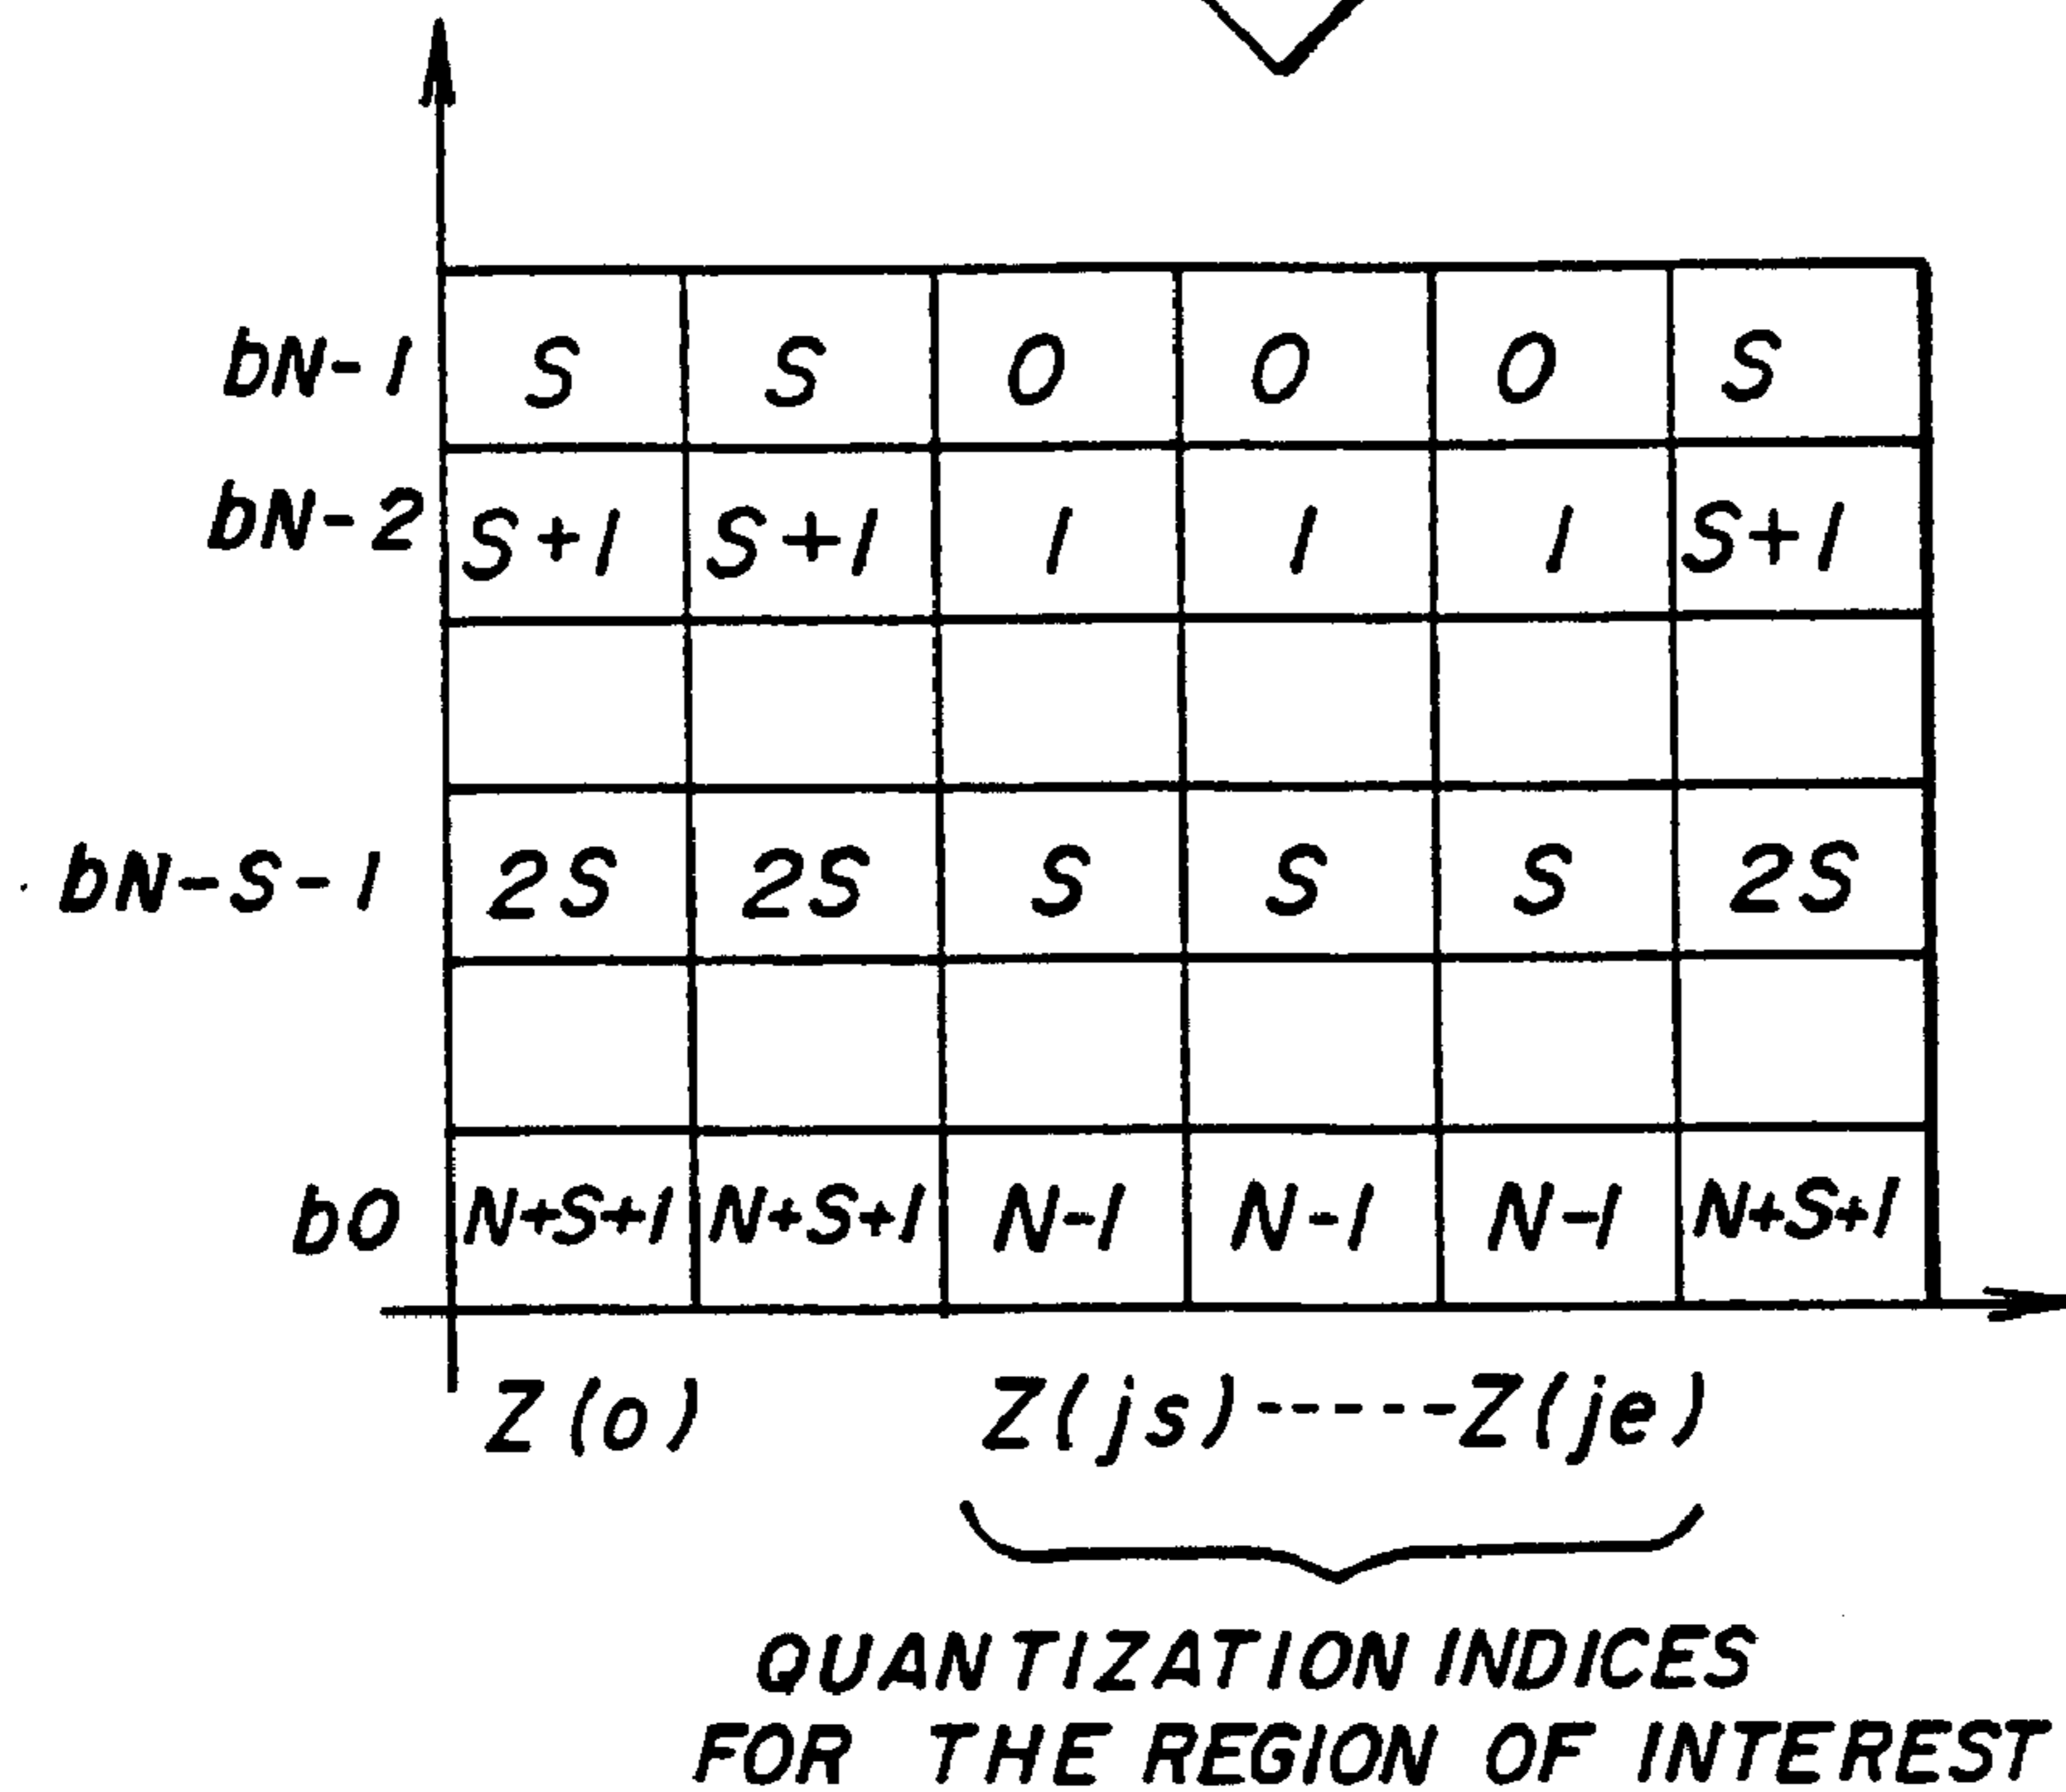 bN-1 S S 0 0 0 S
bN-2 S+1 S+1 1 1 1 S+1
bN-S-1 2S 2S S S S 2S
b0 N+S+1 N+S+1 N-1 N-1 N-1 N+S+1
Z(o) Z(js)-----Z(je)
QUANTIZATION INDICES
FOR THE REGION OF INTEREST